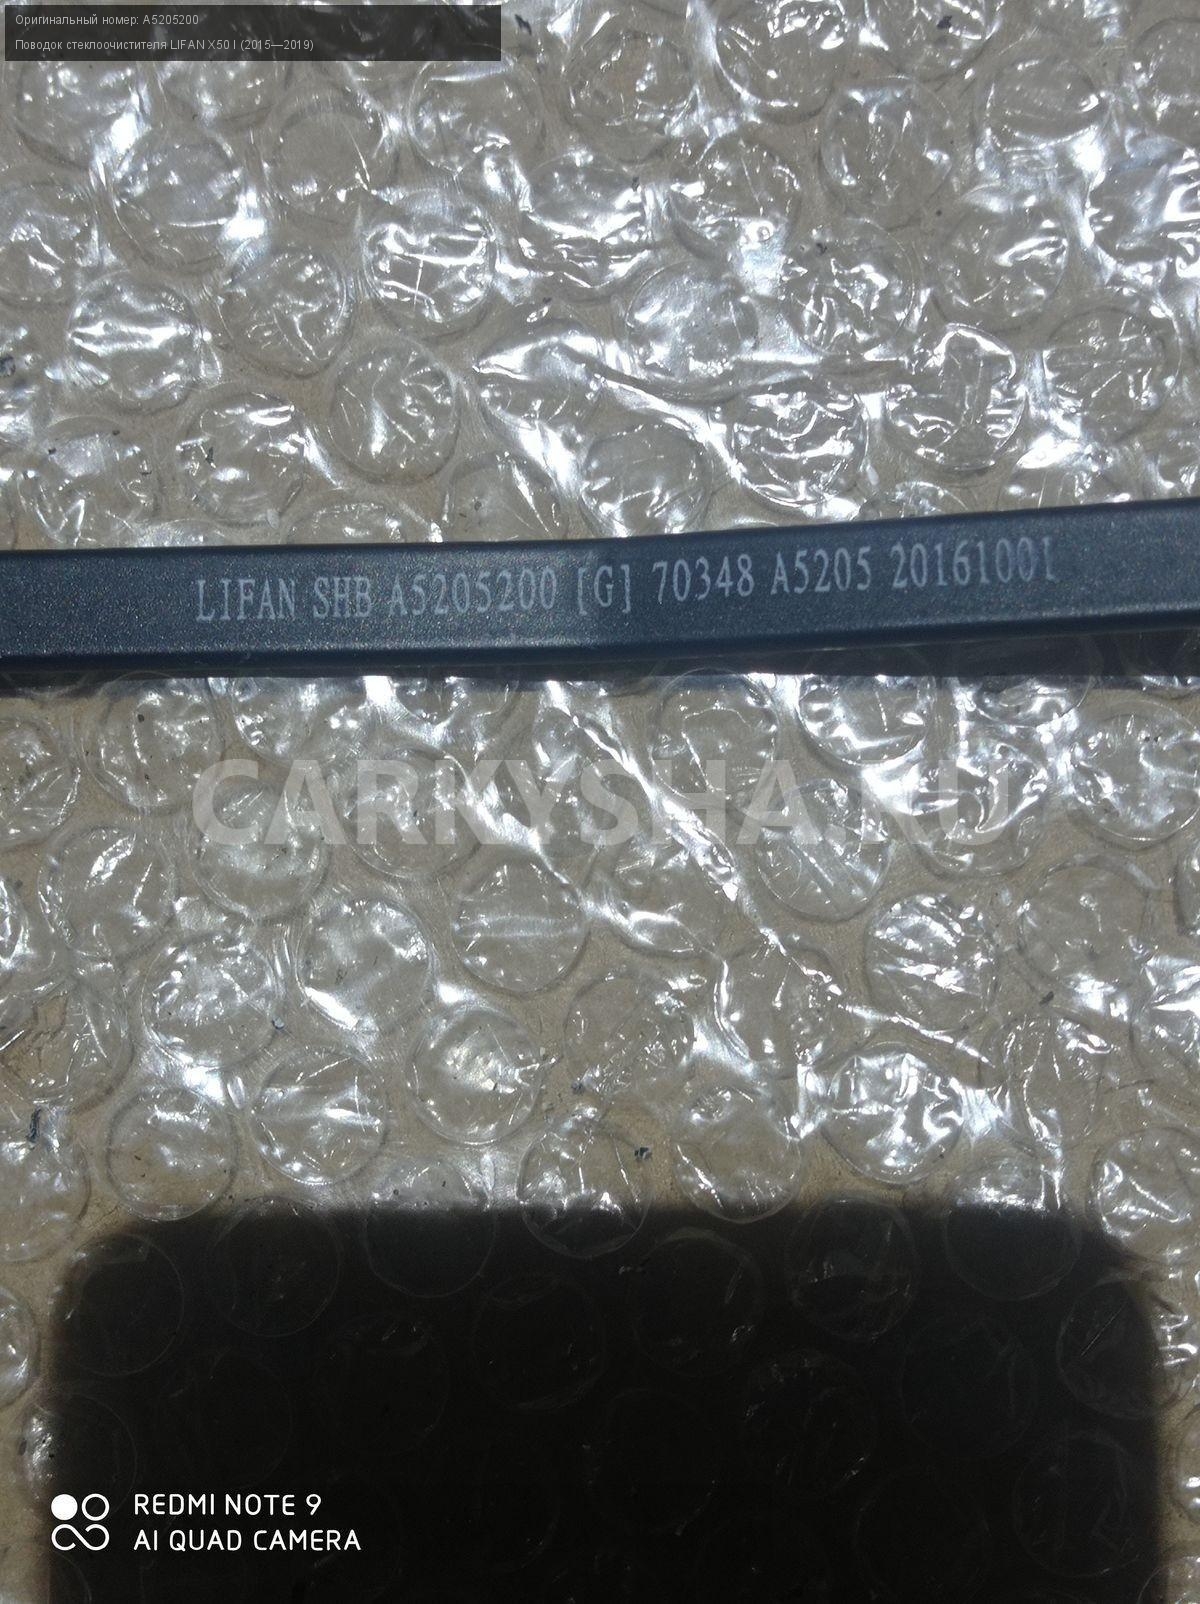 Оригинальный номер: A5205200
Поводок стеклоочистителя LIFAN X50 I (2015—2019)
LIFAN SHB A5205200 [G] 70348 A5205 20161001
CARKYSHA.RU
REDMI NOTE 9
AI QUAD CAMERA